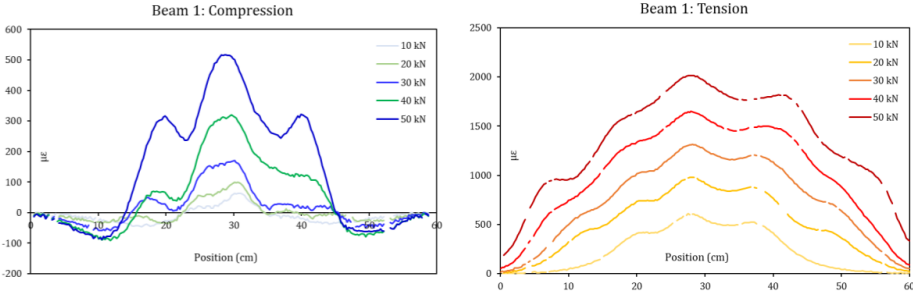 Beam 1: Compression
600
500
400
300
200
100
0
-100
-200
0 10 20 30 40 50 60
με
Position (cm)
10 kN
20 kN
30 kN
40 kN
50 kN
Beam 1: Tension
2500
2000
1500
1000
500
0
0 10 20 30 40 50 60
με
Position (cm)
10 kN
20 kN
30 kN
40 kN
50 kN